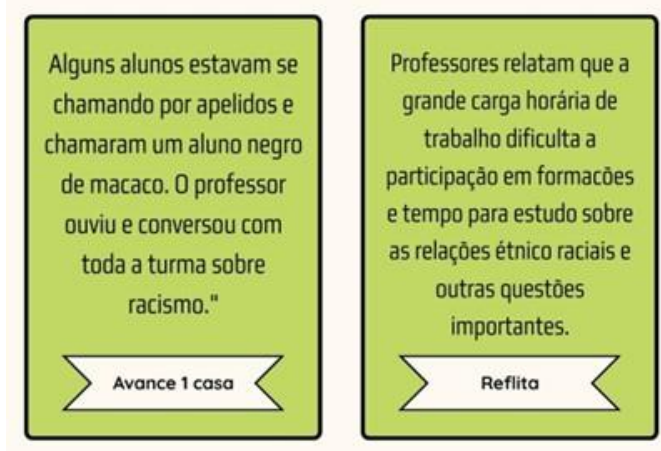 Alguns alunos estavam se
chamando por apelidos e
chamaram um aluno negro
de macaco. O professor
ouviu e conversou com
toda a turma sobre
racismo."
Avance 1 casa
Professores relatam que a
grande carga horária de
trabalho dificulta a
participação em formacões
e tempo para estudo sobre
as relações étnico raciais e
outras questões
importantes.
Reflita